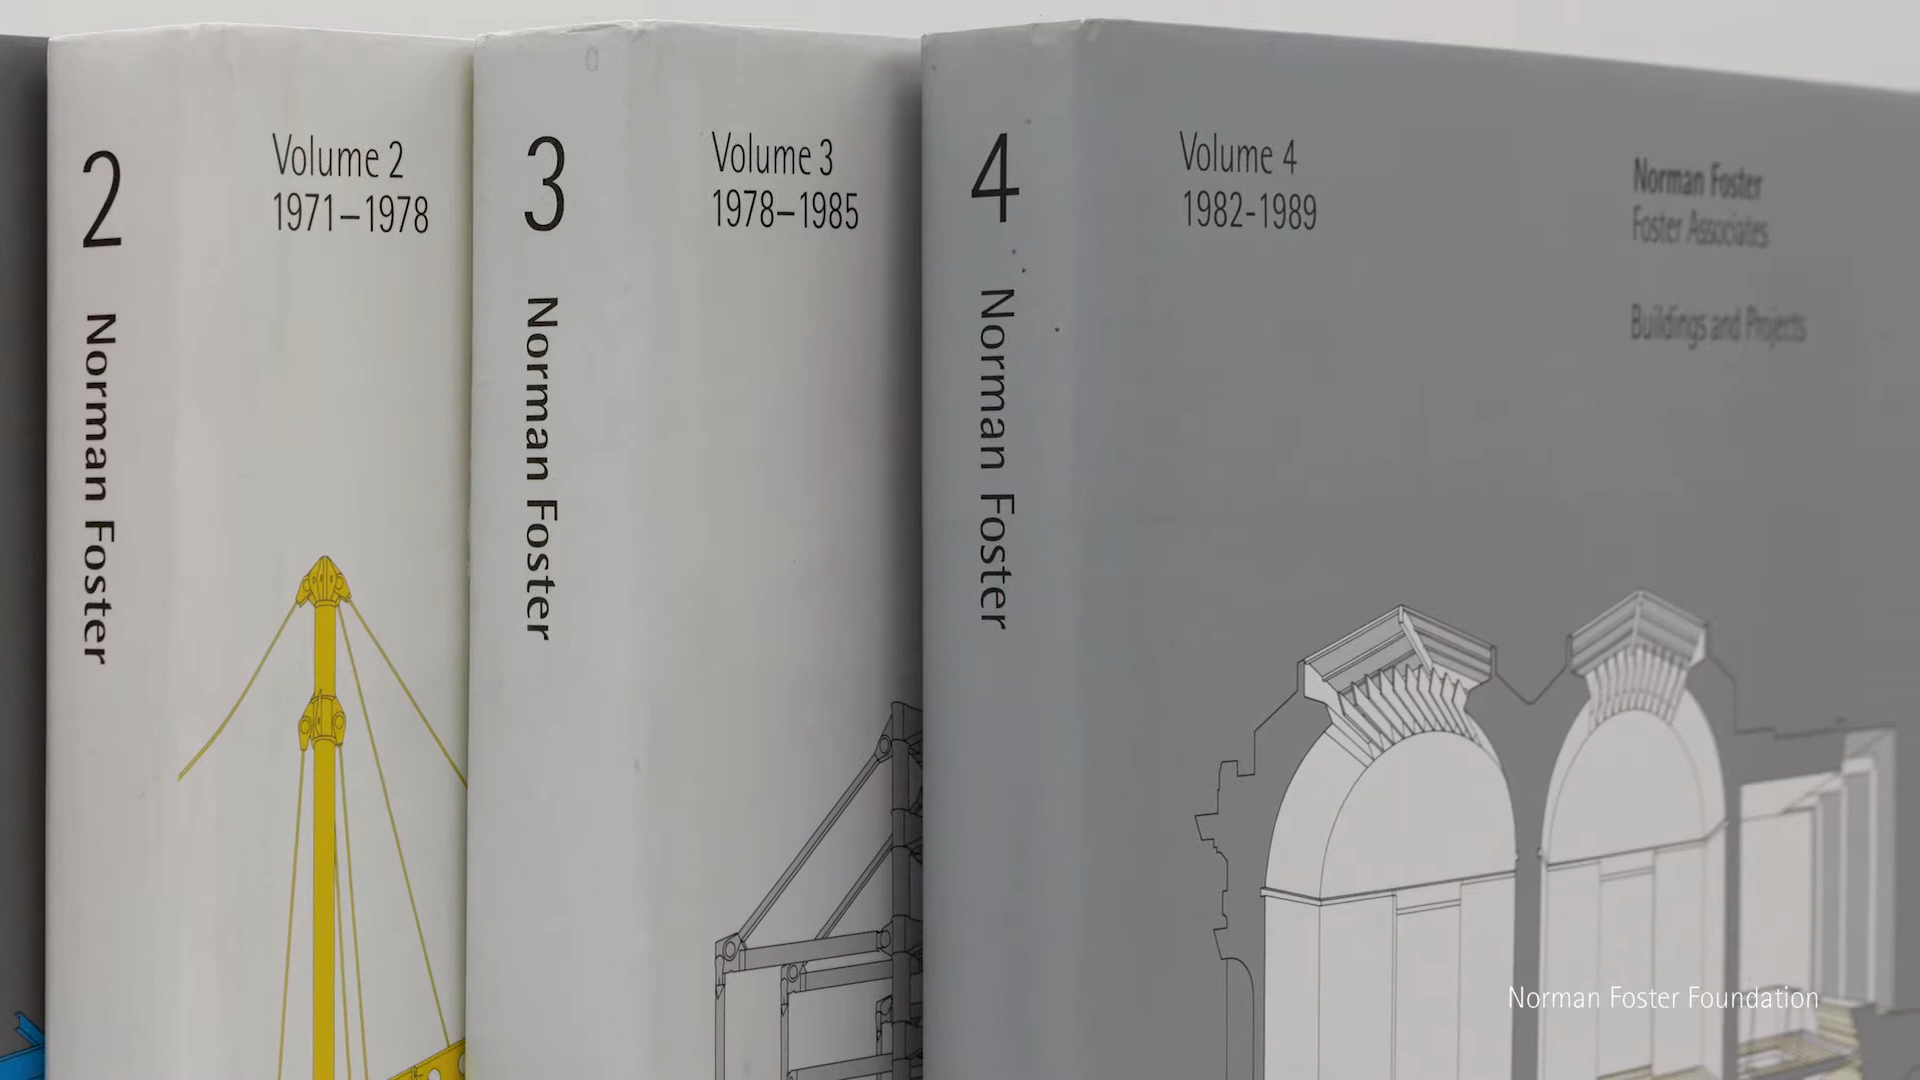 2
Norman Foster
Volume 2
1971–1978
3
Norman Foster
Volume 3
1978–1985
4
Norman Foster
Volume 4
1982-1989
Norman Foster
Foster Associates
Buildings and Projects
Norman Foster Foundation